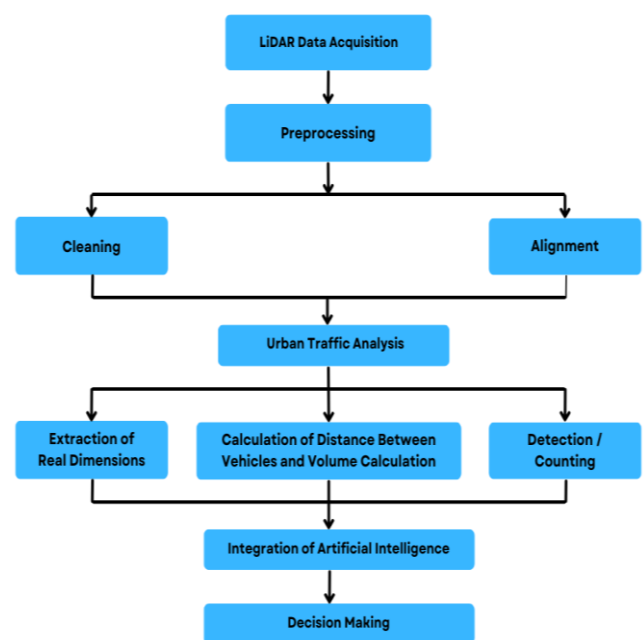 LiDAR Data Acquisition
Preprocessing
Cleaning
Alignment
Urban Traffic Analysis
Extraction of
Real Dimensions
Calculation of Distance Between
Vehicles and Volume Calculation
Detection /
Counting
Integration of Artificial Intelligence
Decision Making